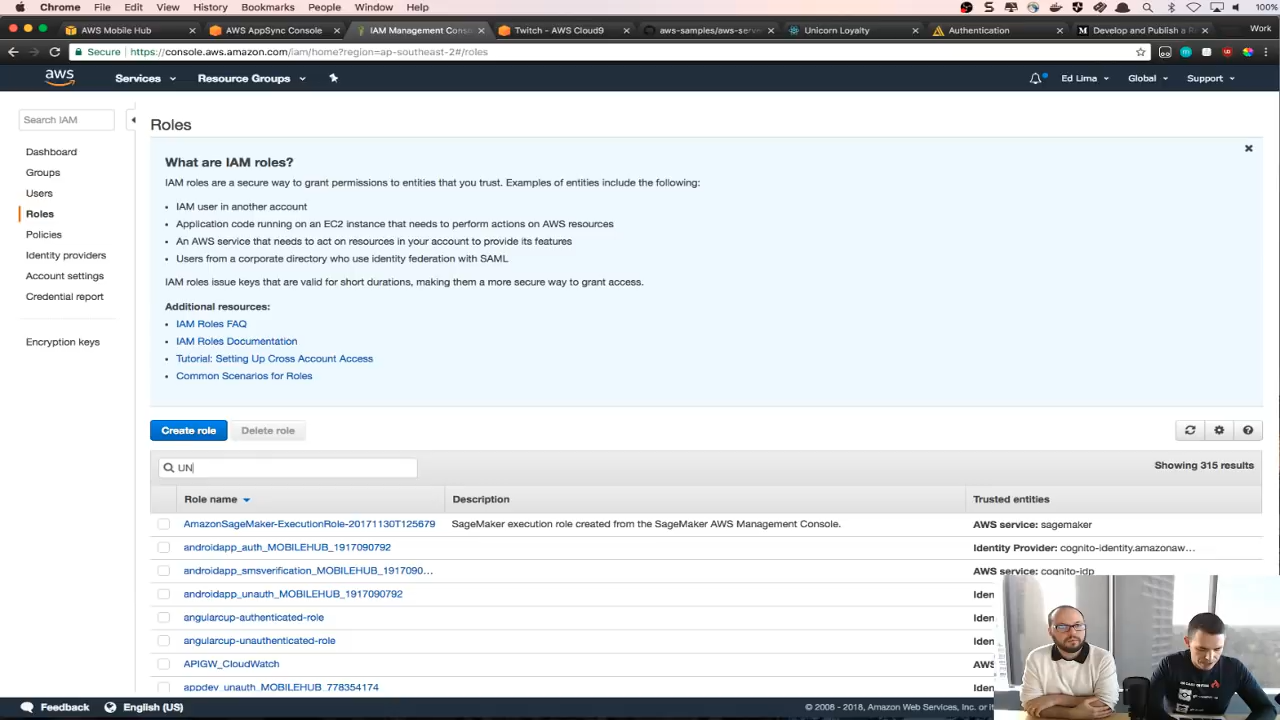 Chrome File Edit View History Bookmarks People Window Help 100%
AWS Mobile Hub × AWS AppSync Console × IAM Management Cons × Twitch - AWS Cloud9 × aws-samples/aws-serv × Unicorn Loyalty × Authentication × Develop and Publish a R × Work
Secure https://console.aws.amazon.com/iam/home?region=ap-southeast-2#/roles
aws Services Resource Groups Ed Lima Global Support
Search IAM
Dashboard
Groups
Users
Roles
Policies
Identity providers
Account settings
Credential report
Encryption keys
Roles
What are IAM roles?
IAM roles are a secure way to grant permissions to entities that you trust. Examples of entities include the following:
• IAM user in another account
• Application code running on an EC2 instance that needs to perform actions on AWS resources
• An AWS service that needs to act on resources in your account to provide its features
• Users from a corporate directory who use identity federation with SAML
IAM roles issue keys that are valid for short durations, making them a more secure way to grant access.
Additional resources:
• IAM Roles FAQ
• IAM Roles Documentation
• Tutorial: Setting Up Cross Account Access
• Common Scenarios for Roles
Create role Delete role
UN Showing 315 results
Role name Description Trusted entities
AmazonSageMaker-ExecutionRole-20171130T125679 SageMaker execution role created from the SageMaker AWS Management Console. AWS service: sagemaker
androidapp_auth_MOBILEHUB_1917090792 Identity Provider: cognito-identity.amazonaw…
androidapp_smsverification_MOBILEHUB_1917090… AWS service: cognito-idp
androidapp_unauth_MOBILEHUB_1917090792 Iden
angularcup-authenticated-role Iden
angularcup-unauthenticated-role Iden
APIGW_CloudWatch AWS
appdev_unauth_MOBILEHUB_778354174 Iden
Feedback English (US) © 2008 - 2018, Amazon Web Services, Inc. or it